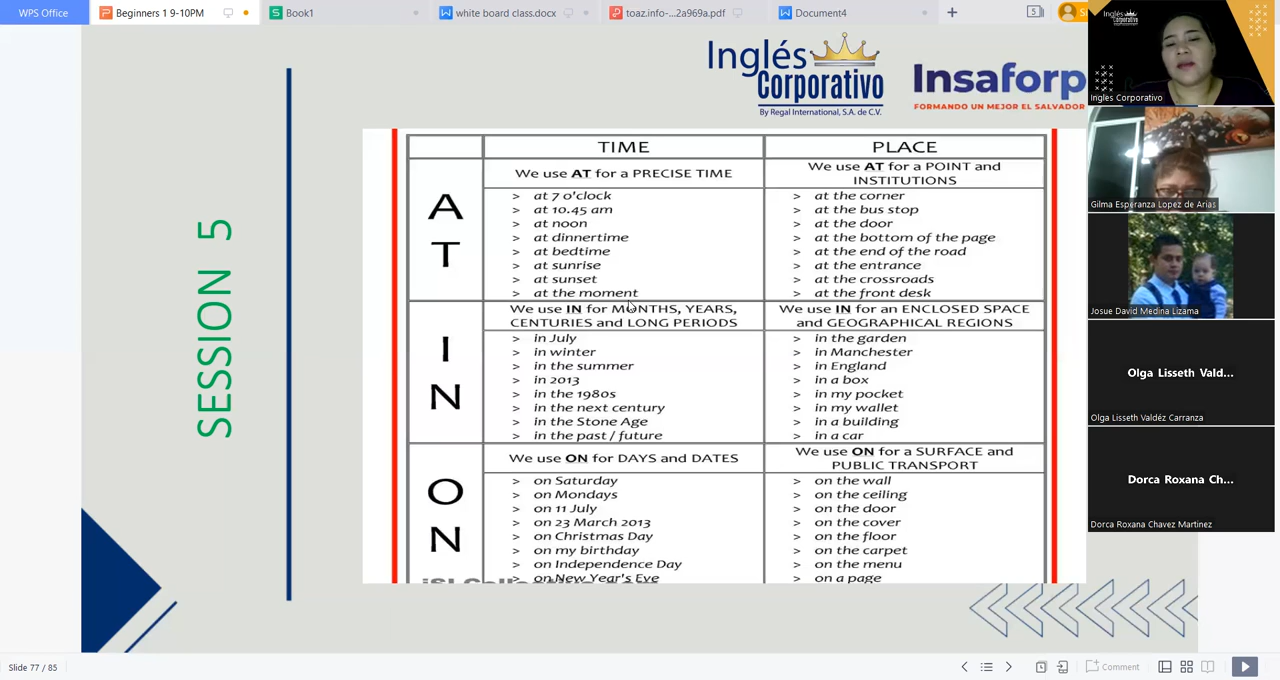 WPS Office
Beginners 1 9-10PM
Book1
white board class.docx
toaz.info-...2a969a.pdf
Document4
Inglés
Corporativo
By Regal International, S.A. de C.V.
Insaforp
FORMANDO UN MEJOR EL SALVADOR
SESSION 5
TIME
PLACE
AT
We use AT for a PRECISE TIME
> at 7 o'clock
> at 10.45 am
> at noon
> at dinnertime
> at bedtime
> at sunrise
> at sunset
> at the moment
We use AT for a POINT and
INSTITUTIONS
> at the corner
> at the bus stop
> at the door
> at the bottom of the page
> at the end of the road
> at the entrance
> at the crossroads
> at the front desk
IN
We use IN for MONTHS, YEARS,
CENTURIES and LONG PERIODS
> in July
> in winter
> in the summer
> in 2013
> in the 1980s
> in the next century
> in the Stone Age
> in the past / future
We use IN for an ENCLOSED SPACE
and GEOGRAPHICAL REGIONS
> in the garden
> in Manchester
> in England
> in a box
> in my pocket
> in my wallet
> in a building
> in a car
ON
We use ON for DAYS and DATES
> on Saturday
> on Mondays
> on 11 July
> on 23 March 2013
> on Christmas Day
> on my birthday
> on Independence Day
> on New Year's Eve
We use ON for a SURFACE and
PUBLIC TRANSPORT
> on the wall
> on the ceiling
> on the door
> on the cover
> on the floor
> on the carpet
> on the menu
> on a page
Inglés
Corporativo
Ingles Corporativo
Gilma Esperanza Lopez de Arias
Josue David Medina Lizama
Olga Lisseth Vald...
Olga Lisseth Valdéz Carranza
Dorca Roxana Ch...
Dorca Roxana Chavez Martinez
Slide 77 / 85
Comment